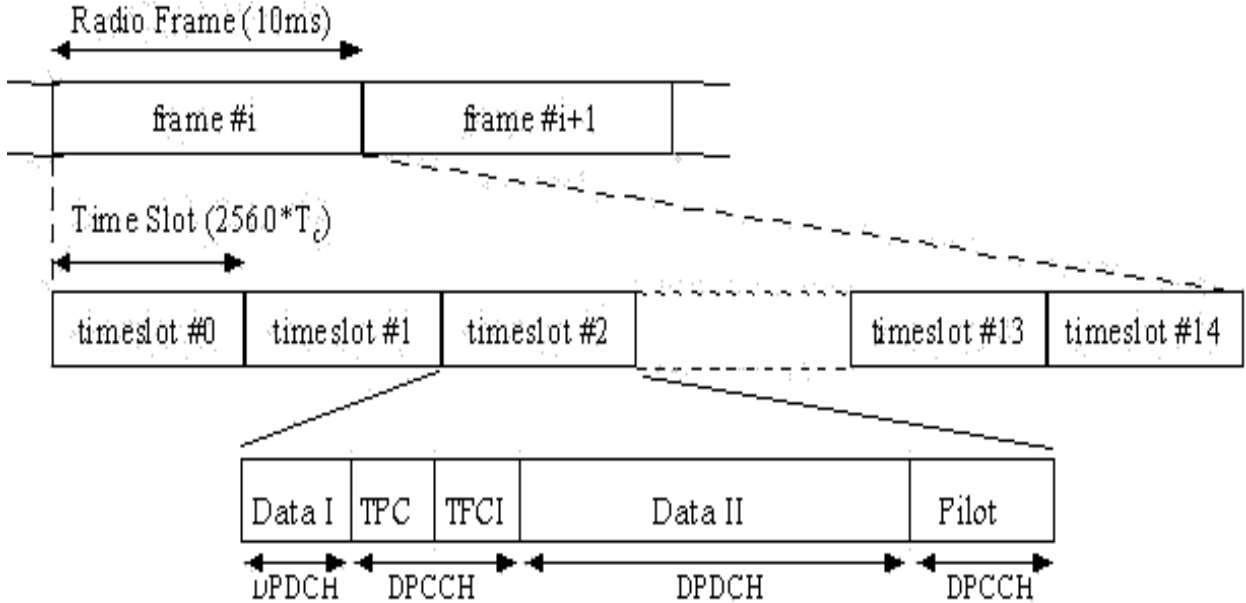 Radio Frame (10ms)
frame #i frame #i+1
Time Slot (2560*Tc)
timeslot #0 timeslot #1 timeslot #2 timeslot #13 timeslot #14
Data I TPC TFCI Data II Pilot
DPDCH DPCCH DPDCH DPCCH